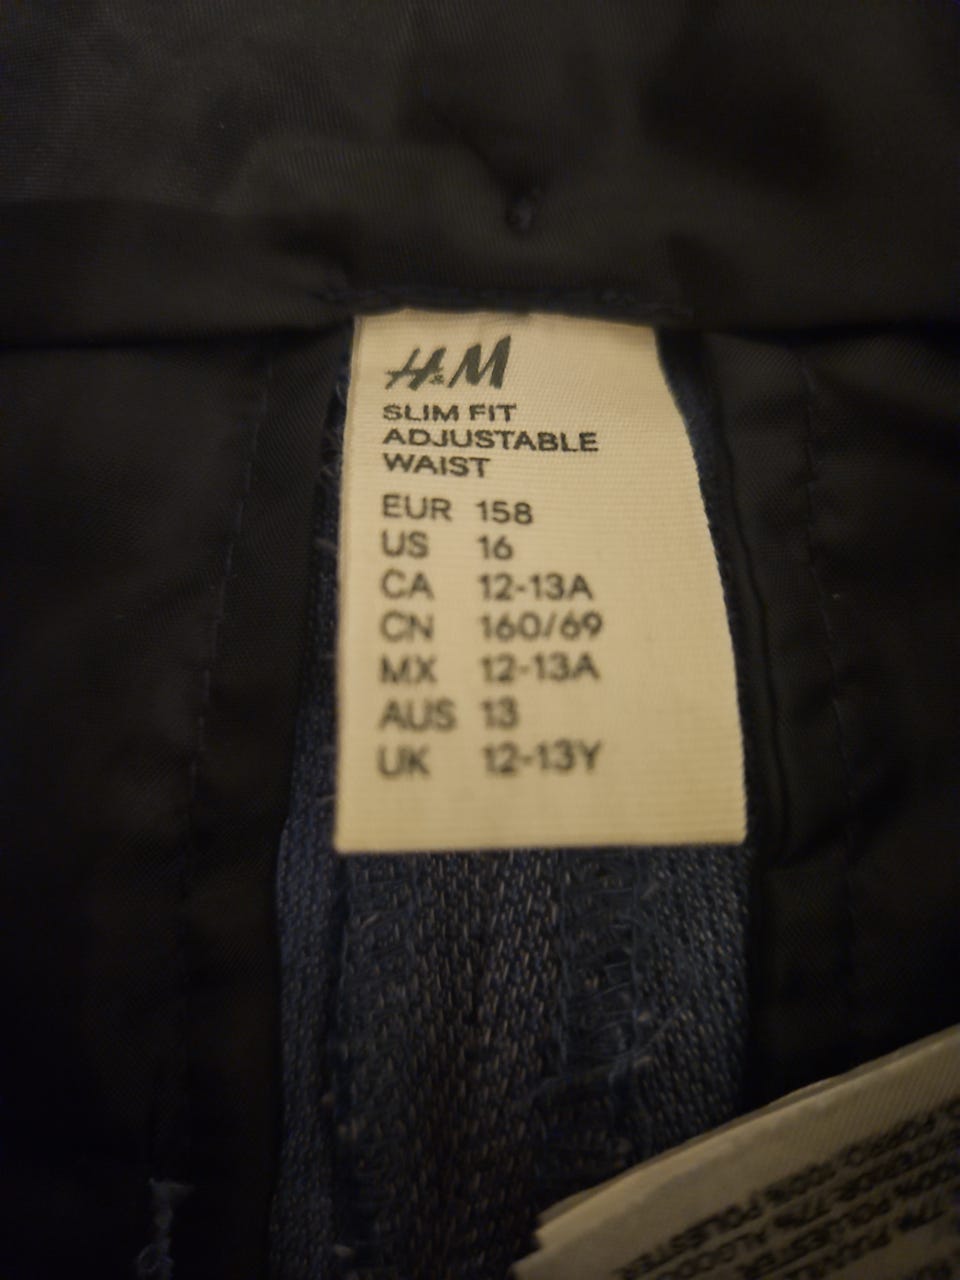 H&M
SLIM FIT
ADJUSTABLE
WAIST
EUR 158
US 16
CA 12-13A
CN 160/69
MX 12-13A
AUS 13
UK 12-13Y